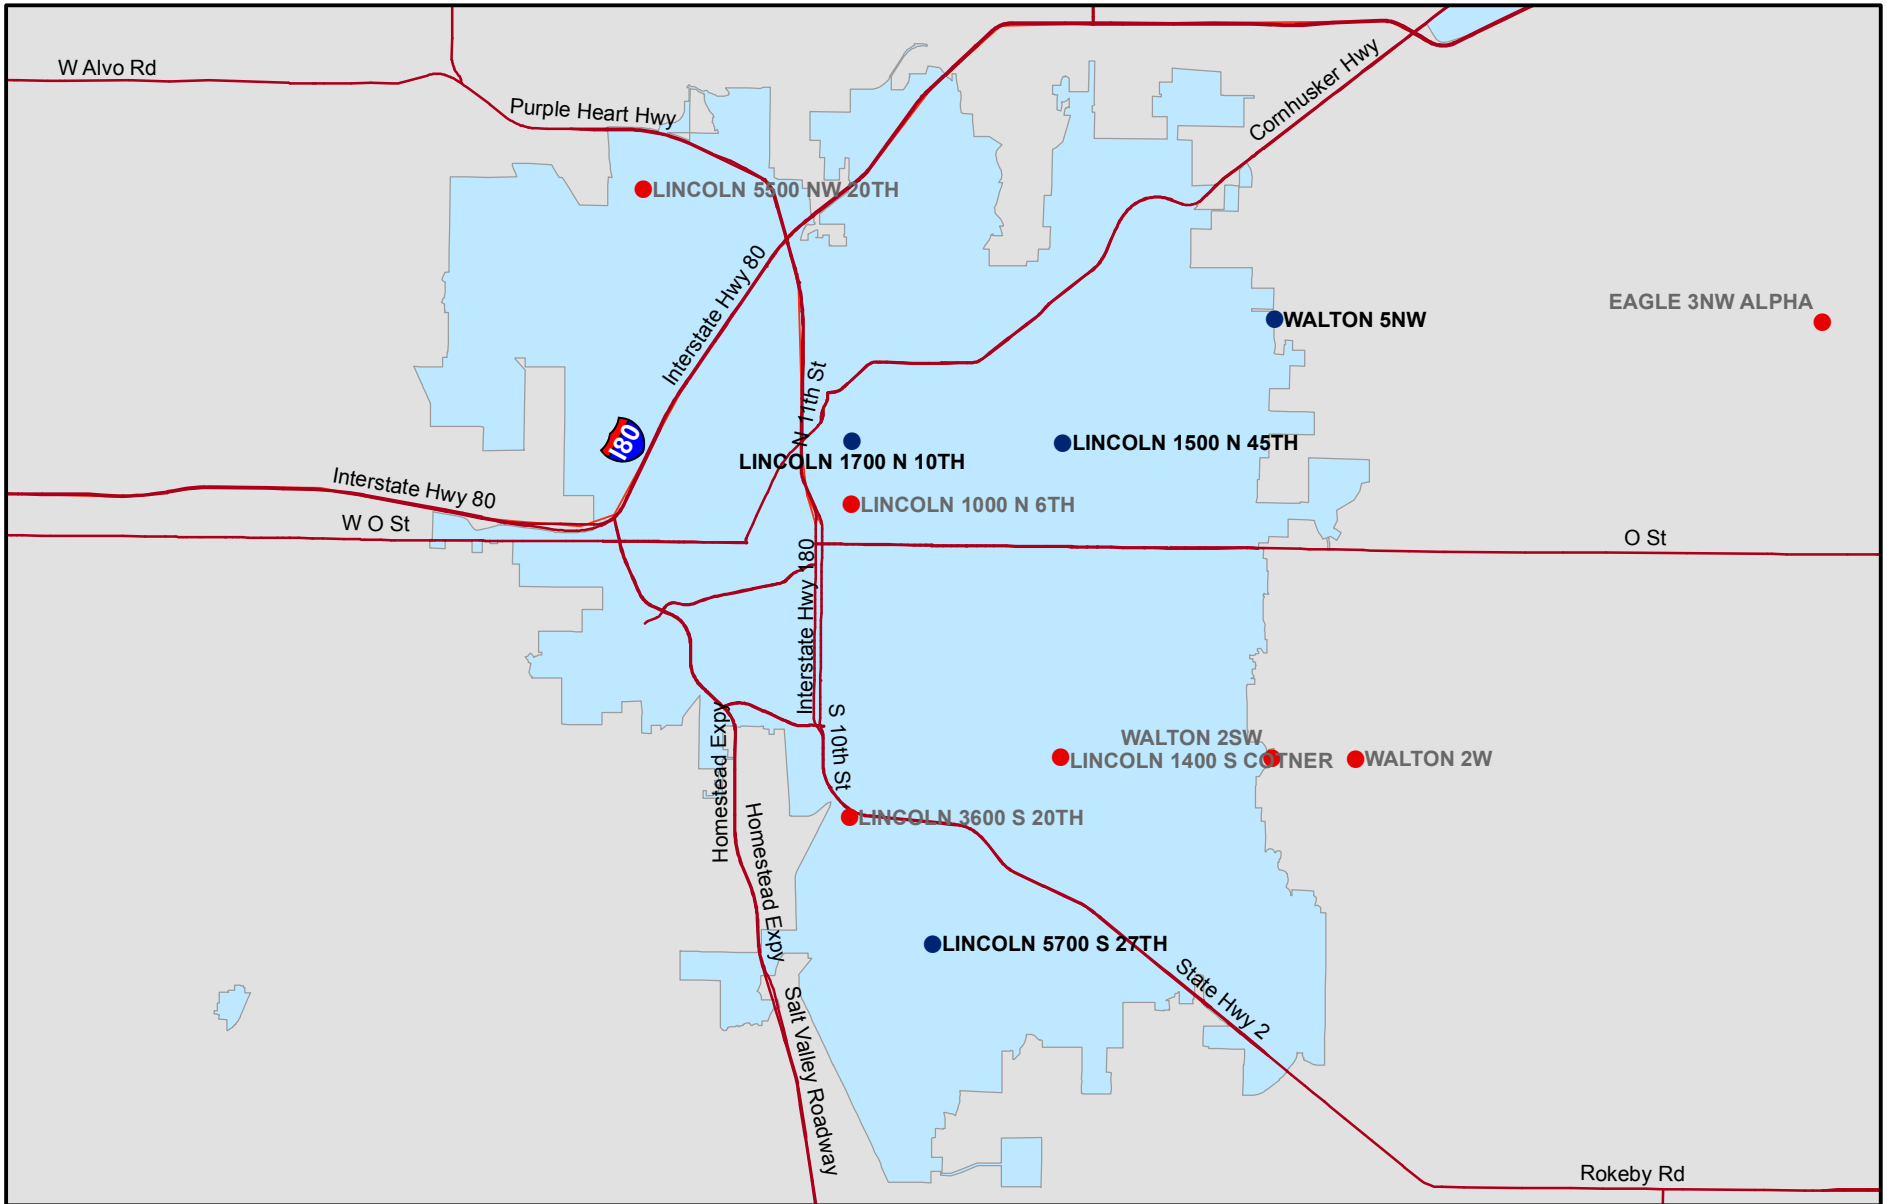 W Alvo Rd
Purple Heart Hwy
Cornhusker Hwy
LINCOLN 5500 NW 20TH
Interstate Hwy 80
EAGLE 3NW ALPHA
WALTON 5NW
N 11th St
180
LINCOLN 1700 N 10TH
LINCOLN 1500 N 45TH
Interstate Hwy 80
LINCOLN 1000 N 6TH
W O St
O St
Interstate Hwy 180
Homestead Expy
S 10th St
WALTON 2SW
LINCOLN 1400 S COTNER
WALTON 2W
LINCOLN 3600 S 20TH
Homestead Expy
LINCOLN 5700 S 27TH
State Hwy 2
Salt Valley Roadway
Rokeby Rd